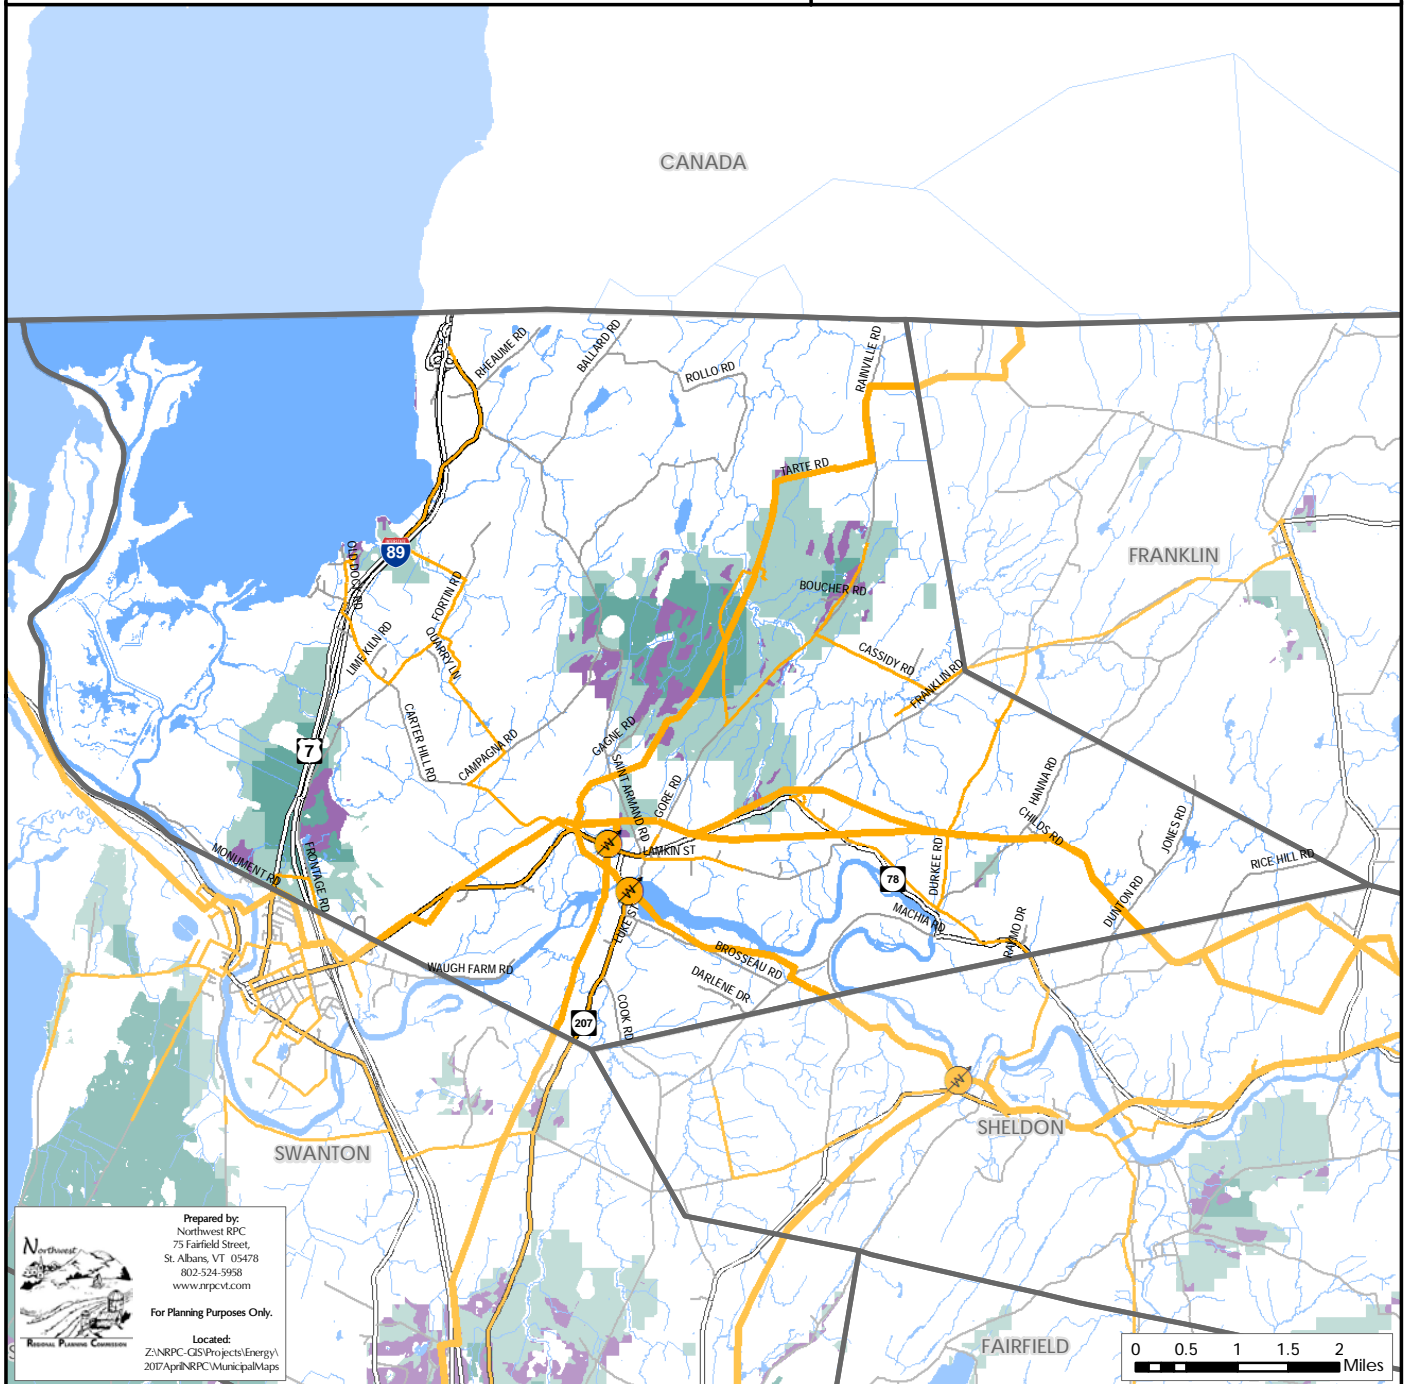 CANADA
RHEAUME RD
BALLARD RD
ROLLO RD
RAINVILLE RD
TARTE RD
INTERSTATE
89
OLD DOCK RD
FORTIN RD
LIME KILN RD
QUARRY LN
BOUCHER RD
FRANKLIN
CASSIDY RD
FRANKLIN RD
7
CARTER HILL RD
CAMPAGNA RD
GAGNE RD
SAINT ARMAND RD
GORE RD
HANNA RD
CHILDS RD
JONES RD
RICE HILL RD
MONUMENT RD
FRONTAGE RD
W
LAMKIN ST
W
78
DURKEE RD
DUNTON RD
MACHIA RD
RAYMO DR
LUKE ST
BROSSEAU RD
WAUGH FARM RD
DARLENE DR
COOK RD
207
W
SHELDON
SWANTON
FAIRFIELD
S
Northwest
REGIONAL PLANNING COMMISSION
Prepared by:
Northwest RPC
75 Fairfield Street,
St. Albans, VT 05478
802-524-5958
www.nrpcvt.com
For Planning Purposes Only.
Located:
Z:\NRPC-GIS\Projects\Energy\
2017AprilNRPC\MunicipalMaps
0 0.5 1 1.5 2
Miles